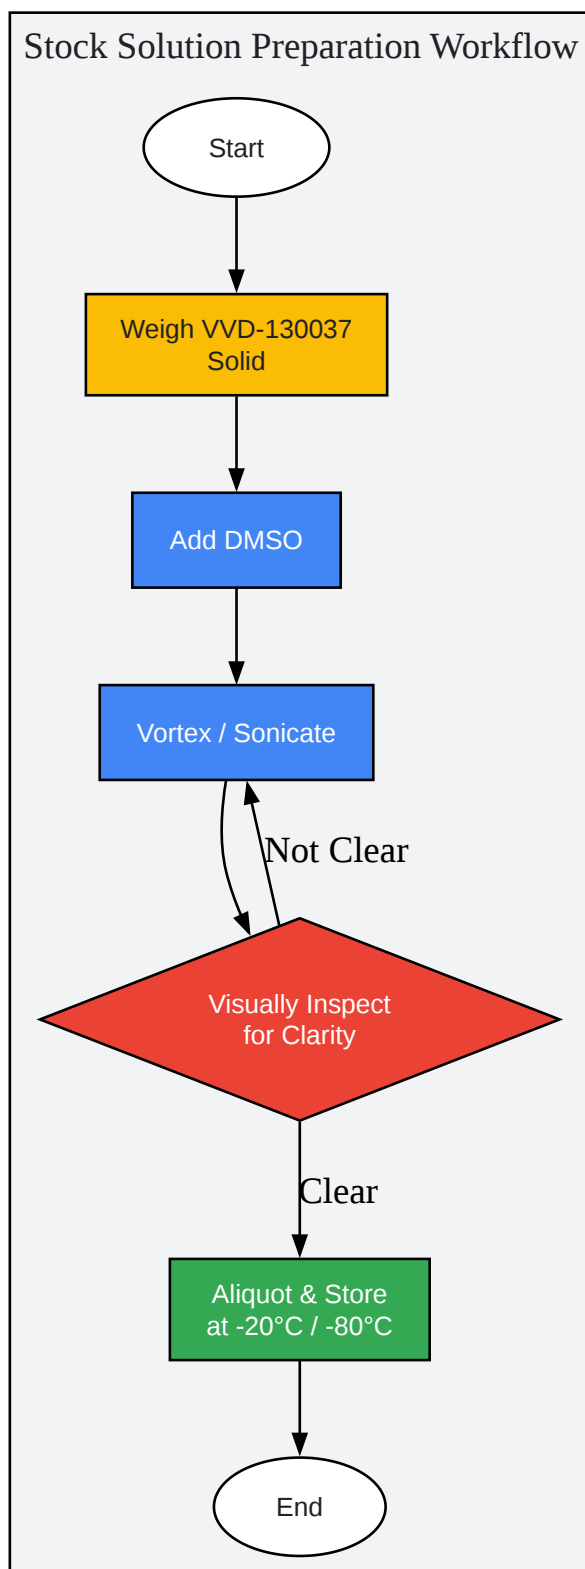 Stock Solution Preparation Workflow
Start
Weigh VVD-130037
Solid
Add DMSO
Vortex / Sonicate
Not Clear
Visually Inspect
for Clarity
Clear
Aliquot & Store
at -20°C / -80°C
End